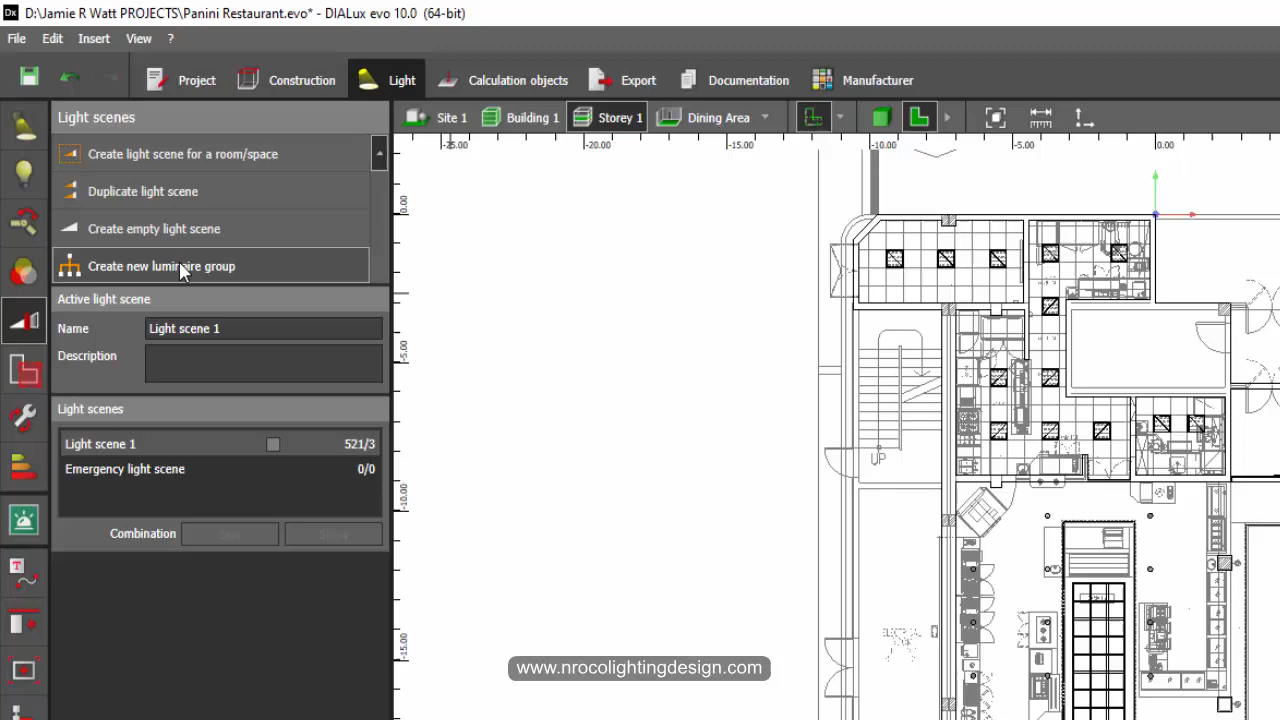 D:\Jamie R Watt PROJECTS\Panini Restaurant.evo* - DIALux evo 10.0 (64-bit)
File Edit Insert View ?
Project Construction Light Calculation objects Export Documentation Manufacturer
Light scenes
Site 1 Building 1 Storey 1 Dining Area
Create light scene for a room/space
-25.00 -20.00 -15.00 -10.00 -5.00 0.00
Duplicate light scene
0.00
Create empty light scene
Create new luminaire group
Active light scene
Name Light scene 1
-5.00
Description
Light scenes
Light scene 1 521/3
UP
Emergency light scene 0/0
-10.00
Combination
-15.00
www.nrocolightingdesign.com